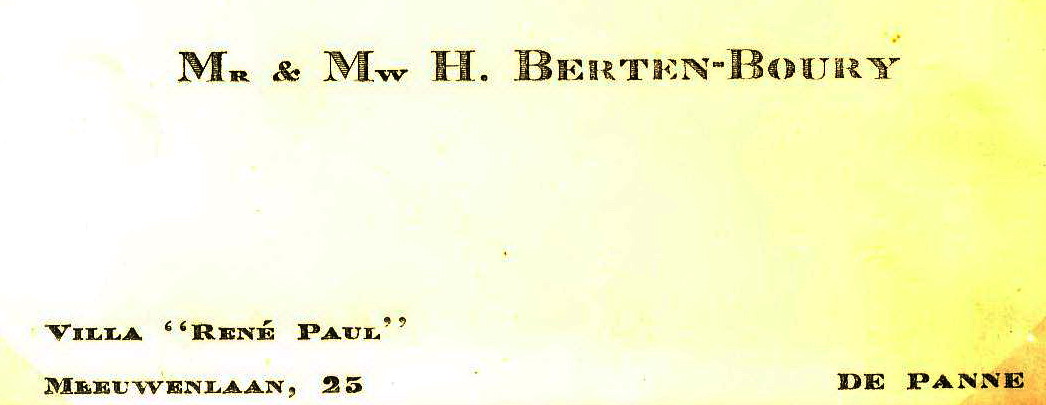 Mr & Mw H. Berten-Boury
Villa “René Paul”
Meeuwenlaan, 25
De Panne